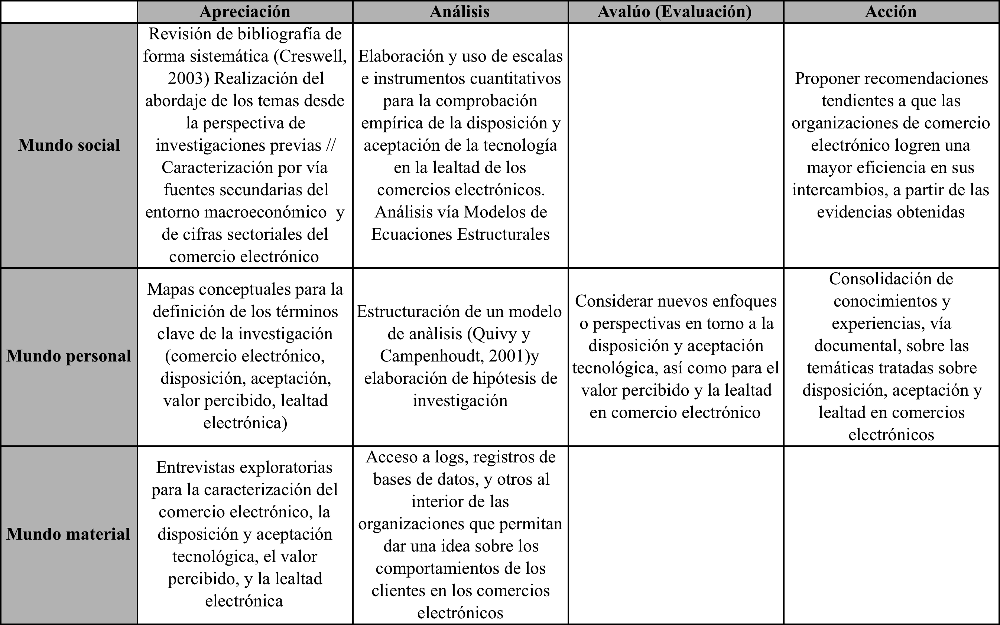 Apreciación
Análisis
Avalúo (Evaluación)
Acción
Mundo social
Revisión de bibliografía de
forma sistemática (Creswell,
2003) Realización del
abordaje de los temas desde
la perspectiva de
investigaciones previas //
Caracterización por vía
fuentes secundarias del
entorno macroeconómico  y
de cifras sectoriales del
comercio electrónico
Elaboración y uso de escalas
e instrumentos cuantitativos
para la comprobación
empírica de la disposición y
aceptación de la tecnología
en la lealtad de los
comercios electrónicos.
Análisis vía Modelos de
Ecuaciones Estructurales
Proponer recomendaciones
tendientes a que las
organizaciones de comercio
electrónico logren una
mayor eficiencia en sus
intercambios, a partir de las
evidencias obtenidas
Mundo personal
Mapas conceptuales para la
definición de los términos
clave de la investigación
(comercio electrónico,
disposición, aceptación,
valor percibido, lealtad
electrónica)
Estructuración de un modelo
de anàlisis (Quivy y
Campenhoudt, 2001)y
elaboración de hipótesis de
investigación
Considerar nuevos enfoques
o perspectivas en torno a la
disposición y aceptación
tecnológica, así como para el
valor percibido y la lealtad
en comercio electrónico
Consolidación de
conocimientos y
experiencias, vía
documental, sobre las
temáticas tratadas sobre
disposición, aceptación y
lealtad en comercios
electrónicos
Mundo material
Entrevistas exploratorias
para la caracterización del
comercio electrónico, la
disposición y aceptación
tecnológica, el valor
percibido, y la lealtad
electrónica
Acceso a logs, registros de
bases de datos, y otros al
interior de las
organizaciones que permitan
dar una idea sobre los
comportamientos de los
clientes en los comercios
electrónicos